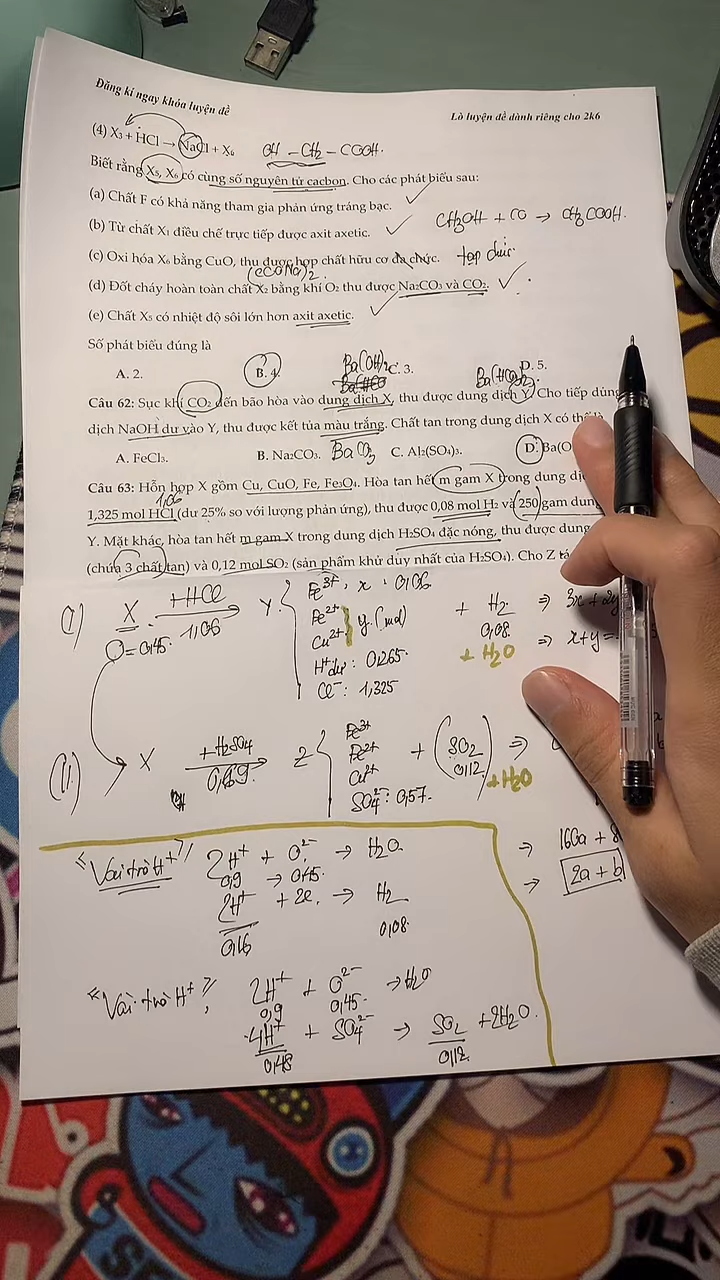 Đăng kí ngay khóa luyện đề
Lò luyện đề dành riêng cho 2k6
(4) X₃ + HCl → NaCl + X₆
OH – CH₂ – COOH.
Biết rằng X₅, X₆ có cùng số nguyên tử cacbon. Cho các phát biểu sau:
(a) Chất F có khả năng tham gia phản ứng tráng bạc.
CH₃OH + CO → CH₃COOH.
(b) Từ chất X₁ điều chế trực tiếp được axit axetic.
(c) Oxi hóa X₆ bằng CuO, thu được hợp chất hữu cơ đa chức.
tạp chức.
(COONa)₂.
(d) Đốt cháy hoàn toàn chất X₂ bằng khí O₂ thu được Na₂CO₃ và CO₂.
(e) Chất X₅ có nhiệt độ sôi lớn hơn axit axetic.
Số phát biểu đúng là
Ba(OH)₂
A. 2. B. 4. C. 3. D. 5.
Câu 62: Sục khí CO₂ đến bão hòa vào dung dịch X, thu được dung dịch Y. Cho tiếp dung
dịch NaOH dư vào Y, thu được kết tủa màu trắng. Chất tan trong dung dịch X có thể là
A. FeCl₃. B. Na₂CO₃. BaCO₃ C. Al₂(SO₄)₃. D. Ba(O
Câu 63: Hỗn hợp X gồm Cu, CuO, Fe, Fe₃O₄. Hòa tan hết m gam X trong dung dị
1,06
1,325 mol HCl (dư 25% so với lượng phản ứng), thu được 0,08 mol H₂ và 250 gam dung
Y. Mặt khác, hòa tan hết m gam X trong dung dịch H₂SO₄ đặc nóng, thu được dung
(chứa 3 chất tan) và 0,12 mol SO₂ (sản phẩm khử duy nhất của H₂SO₄). Cho Z tá
X +HCl 1,06 Y
O = 0,45.
Fe³⁺: x : 0,06
Fe²⁺
Cu²⁺ y (mol)
H⁺dư: 0,265
Cl⁻: 1,325
+ H₂ 0,08
+ H₂O
⇒ 3x + 2y
⇒ x + y =
X +H₂SO₄ 0,69 Z
Fe³⁺
Fe²⁺
Cu²⁺
SO₄²⁻: 0,57.
+ (SO₂ 0,12) ⇒
+ H₂O
⇒ 160a + 8
⇒ 2a + b
"Vai trò H⁺"
2H⁺ + O²⁻ → H₂O
0,9 → 0,45
2H⁺ + 2e → H₂
0,16 0,08
"Vai trò H⁺"
2H⁺ + O²⁻ → H₂O
0,9 0,45
4H⁺ + SO₄²⁻ → SO₂ + 2H₂O.
0,48 0,12